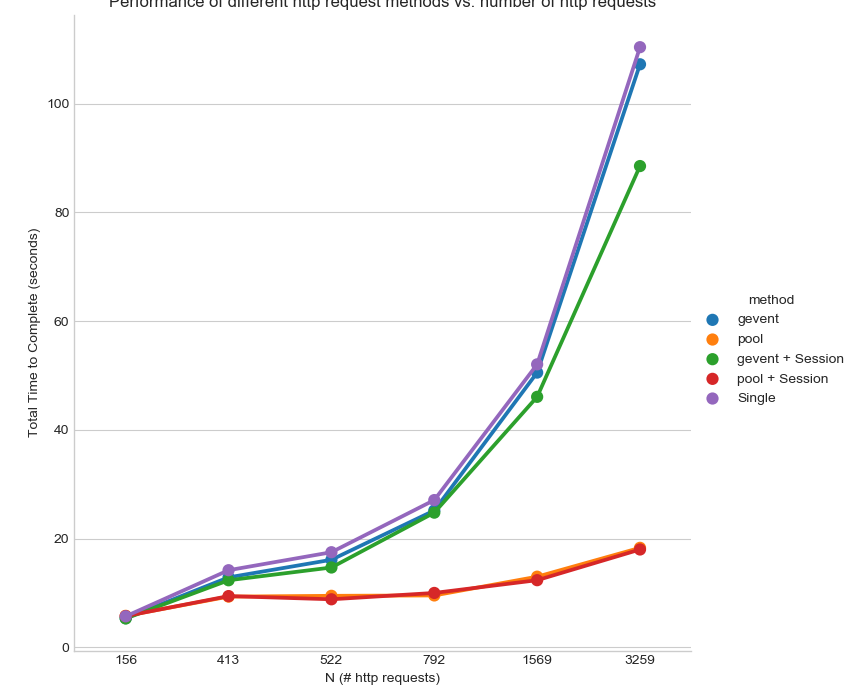 Performance of different http request methods vs. number of http requests
100
80
60
40
20
0
Total Time to Complete (seconds)
156 413 522 792 1569 3259
N (# http requests)
method
gevent
pool
gevent + Session
pool + Session
Single